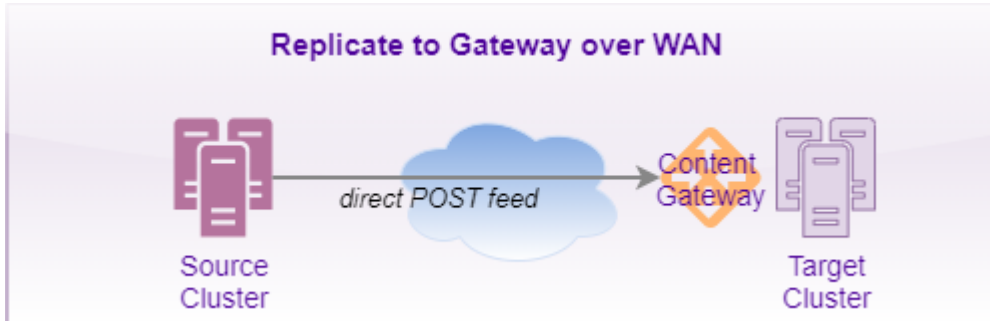 Replicate to Gateway over WAN
Content
Gateway
direct POST feed
Source
Cluster
Target
Cluster